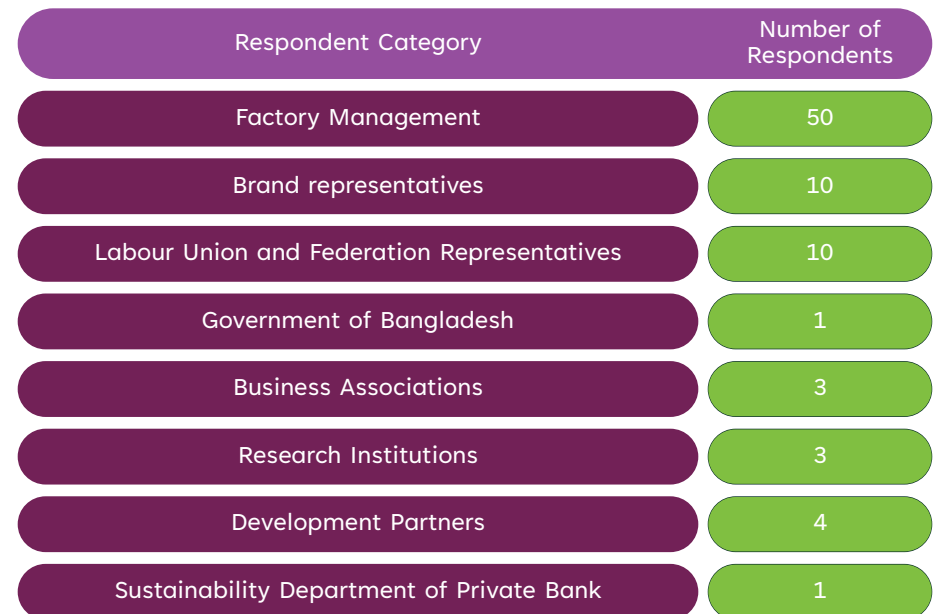 Respondent Category
Number of
Respondents
Factory Management
50
Brand representatives
10
Labour Union and Federation Representatives
10
Government of Bangladesh
1
Business Associations
3
Research Institutions
3
Development Partners
4
Sustainability Department of Private Bank
1